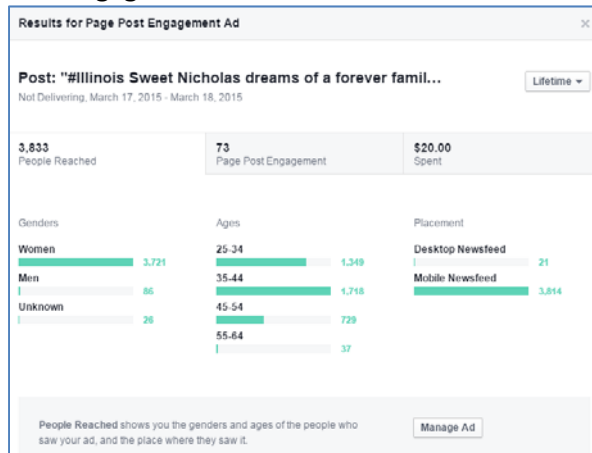 Results for Page Post Engagement Ad
×
Post: "#Illinois Sweet Nicholas dreams of a forever famil...
Lifetime
Not Delivering, March 17, 2015 - March 18, 2015
3,833
People Reached
73
Page Post Engagement
$20.00
Spent
Genders
Women
3,721
Men
86
Unknown
26
Ages
25-34
1,349
35-44
1,718
45-54
729
55-64
37
Placement
Desktop Newsfeed
21
Mobile Newsfeed
3,814
People Reached shows you the genders and ages of the people who
saw your ad, and the place where they saw it.
Manage Ad